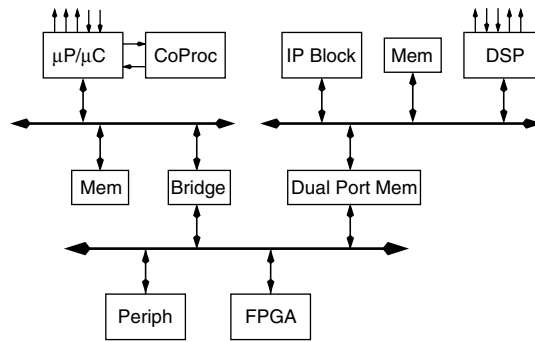 μP/μC
CoProc
IP Block
Mem
DSP
Mem
Bridge
Dual Port Mem
Periph
FPGA